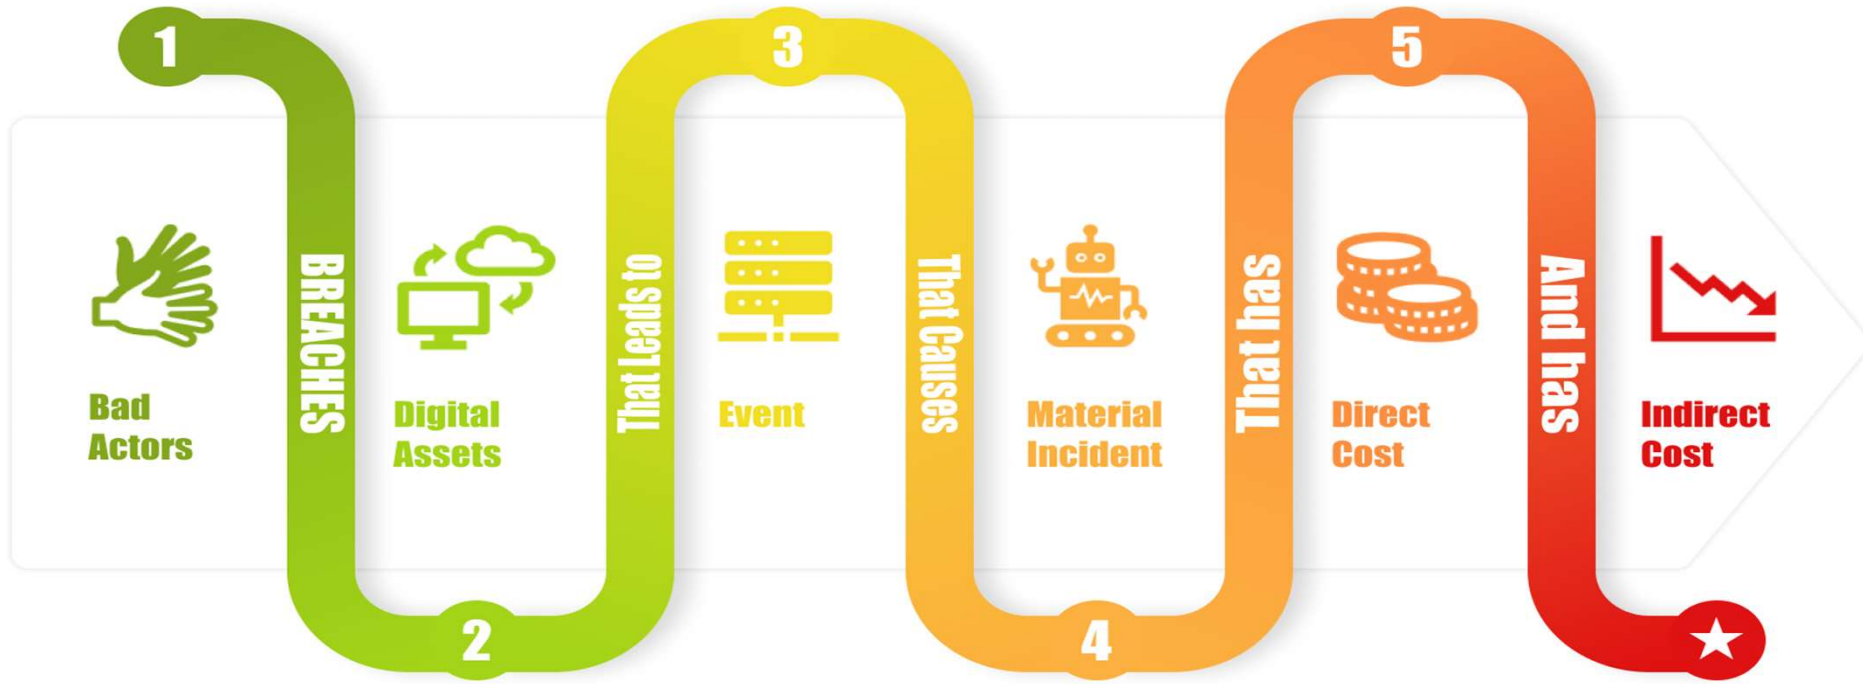 1
Bad
Actors
BREACHES
2
Digital
Assets
That Leads to
3
Event
That Causes
4
Material
Incident
That has
5
Direct
Cost
And has
Indirect
Cost